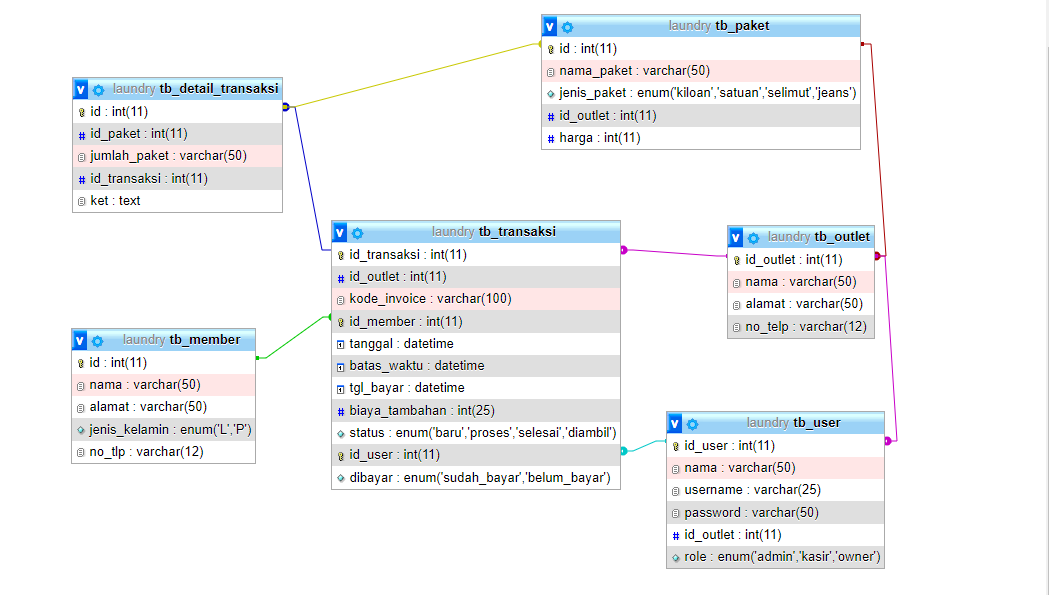 laundry tb_paket
id : int(11)
nama_paket : varchar(50)
jenis_paket : enum('kiloan','satuan','selimut','jeans')
id_outlet : int(11)
harga : int(11)
v laundry tb_detail_transaksi
id : int(11)
# id_paket : int(11)
jumlah_paket : varchar(50)
# id_transaksi : int(11)
ket : text
v laundry tb_transaksi
id_transaksi : int(11)
# id_outlet : int(11)
kode_invoice : varchar(100)
id_member : int(11)
tanggal : datetime
batas_waktu : datetime
tgl_bayar : datetime
# biaya_tambahan : int(25)
status : enum('baru','proses','selesai','diambil')
id_user : int(11)
dibayar : enum('sudah_bayar','belum_bayar')
v laundry tb_outlet
id_outlet : int(11)
nama : varchar(50)
alamat : varchar(50)
no_telp : varchar(12)
v laundry tb_member
id : int(11)
nama : varchar(50)
alamat : varchar(50)
jenis_kelamin : enum('L','P')
no_tlp : varchar(12)
v laundry tb_user
id_user : int(11)
nama : varchar(50)
username : varchar(25)
password : varchar(50)
# id_outlet : int(11)
role : enum('admin','kasir','owner')